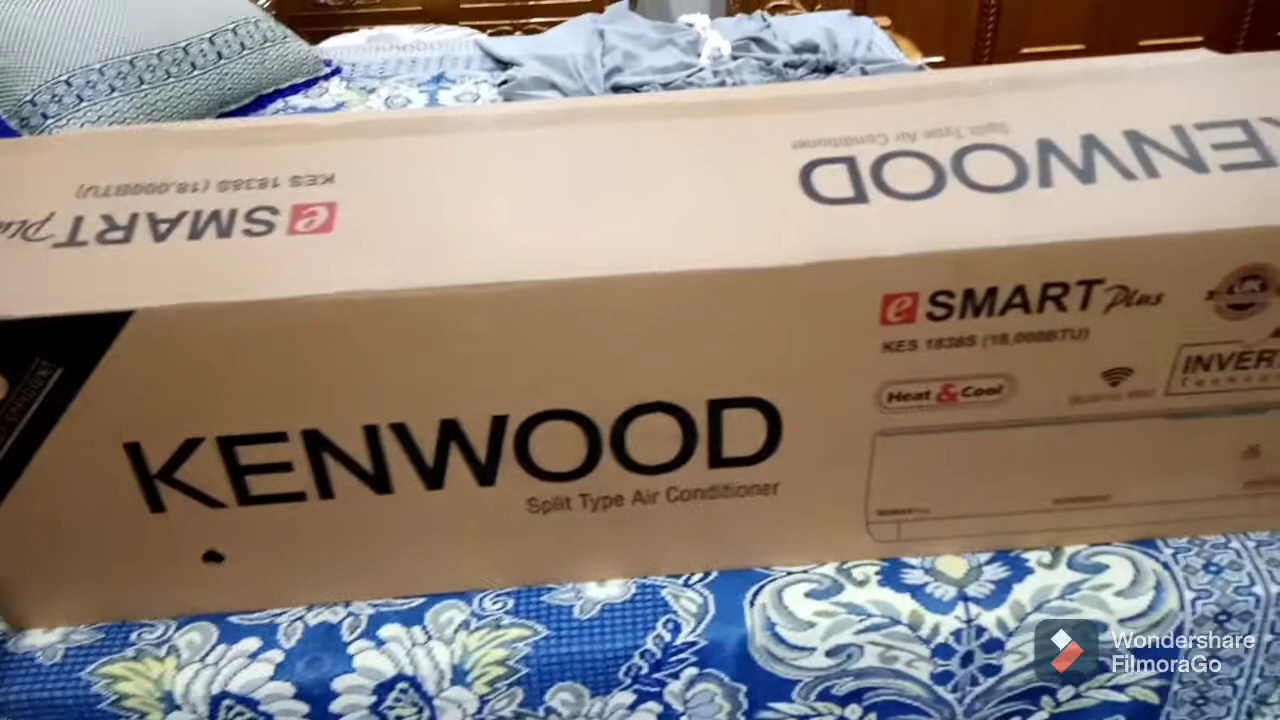 Split Type Air Conditioner
KENWOOD
KES 1838S (18,000BTU)
e SMART Plus
e SMART Plus
KES 1838S (18,000BTU)
Heat & Cool
INVER
KENWOOD
Split Type Air Conditioner
Wondershare
FilmoraGo